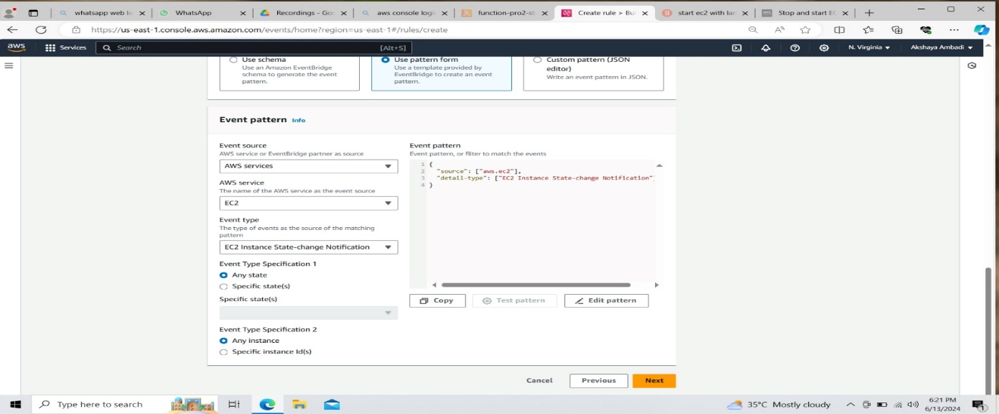 whatsapp web lo
WhatsApp
Recordings - Goo
aws console logi
function-pro2-st
Create rule > Bu
start ec2 with lam
Stop and start EC
https://us-east-1.console.aws.amazon.com/events/home?region=us-east-1#/rules/create
aws
Services
Search
[Alt+S]
N. Virginia
Akshaya Ambadi
Use schema
Use an Amazon EventBridge
schema to generate the event
pattern.
Use pattern form
Use a template provided by
EventBridge to create an event
pattern.
Custom pattern (JSON
editor)
Write an event pattern in JSON.
Event pattern Info
Event source
AWS service or EventBridge partner as source
AWS services
AWS service
The name of the AWS service as the event source
EC2
Event type
The type of events as the source of the matching
pattern
EC2 Instance State-change Notification
Event Type Specification 1
Any state
Specific state(s)
Specific state(s)
Event Type Specification 2
Any instance
Specific instance Id(s)
Event pattern
Event pattern, or filter to match the events
1 {
2 "source": ["aws.ec2"],
3 "detail-type": ["EC2 Instance State-change Notification"
4 }
Copy
Test pattern
Edit pattern
Cancel
Previous
Next
Type here to search
35°C Mostly cloudy
6:21 PM
6/13/2024
1